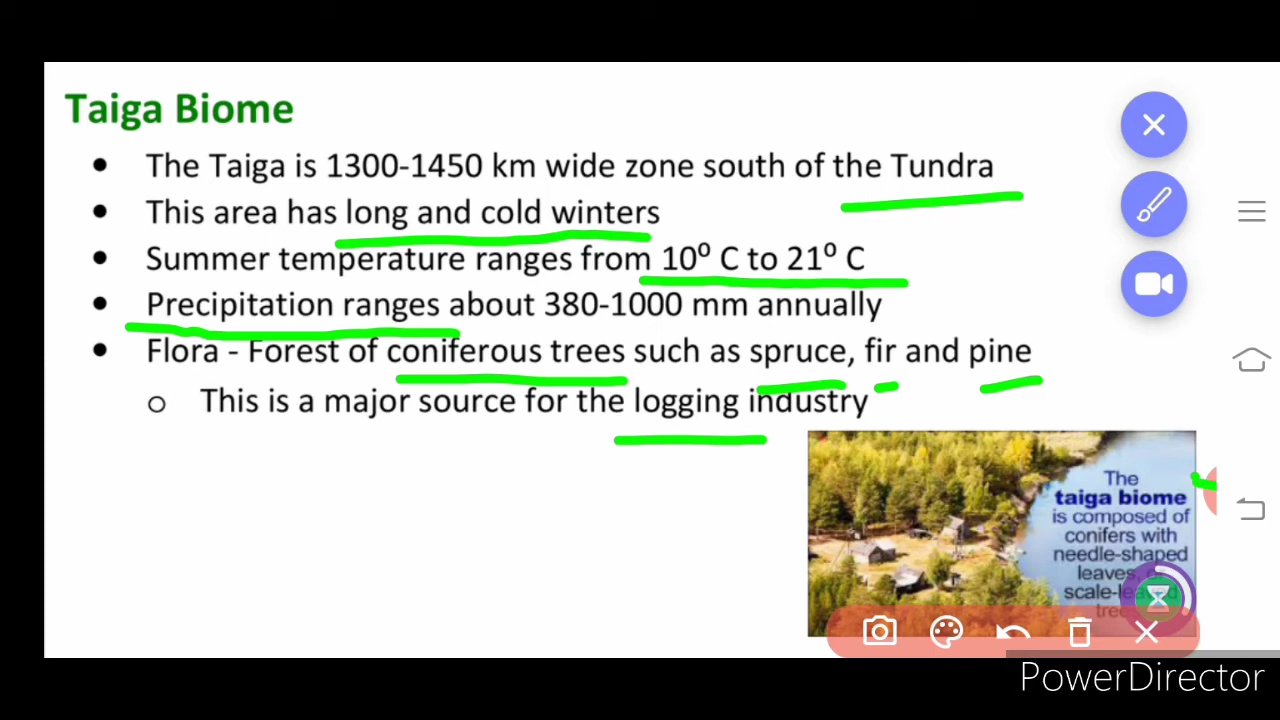 Taiga Biome
• The Taiga is 1300-1450 km wide zone south of the Tundra
• This area has long and cold winters
• Summer temperature ranges from 10⁰ C to 21⁰ C
• Precipitation ranges about 380-1000 mm annually
• Flora - Forest of coniferous trees such as spruce, fir and pine
o This is a major source for the logging industry
The
taiga biome
is composed of
conifers with
needle-shaped
leaves, or
scale-leaved
PowerDirector